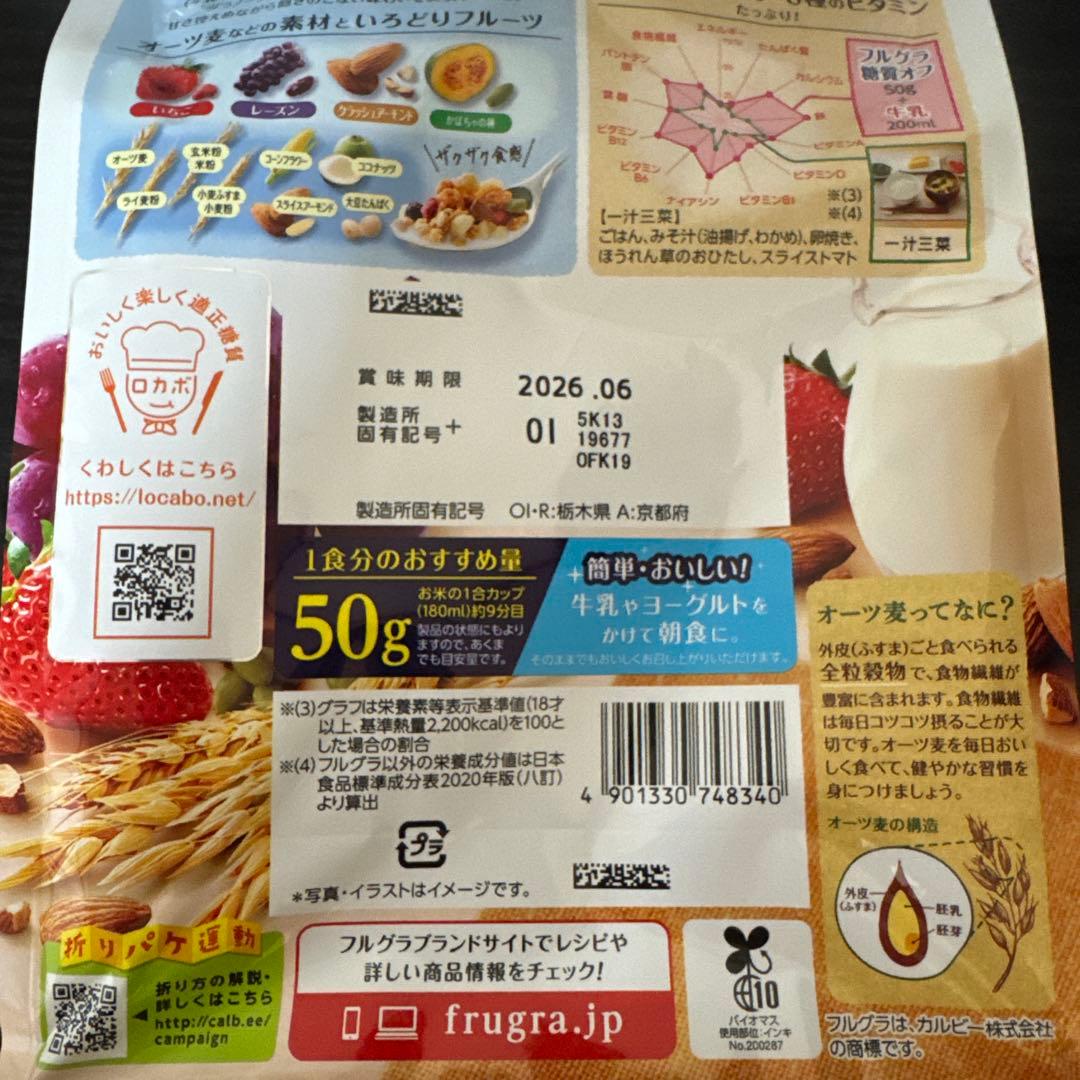 甘さ控えめながら飽きのこない味わい
オーツ麦などの素材といろどりフルーツ
いちご
レーズン
クラッシュアーモンド
かぼちゃの種
オーツ麦
玄米粉
米粉
コーンフラワー
ココナッツ
ライ麦粉
小麦ふすま
小麦粉
スライスアーモンド
大豆たんぱく
ザクザク食感
種のビタミン
たっぷり!
エネルギー
たんぱく質
カルシウム
鉄
ビタミンA
ビタミンD
ビタミンB1
ナイアシン
ビタミン
B6
ビタミン
B12
葉酸
パントテン
酸
食物繊維
フルグラ
糖質オフ
50g
+
牛乳
200ml
※(3)
※(4)
一汁三菜
【一汁三菜】
ごはん、みそ汁(油揚げ、わかめ)、卵焼き、
ほうれん草のおひたし、スライストマト
おいしく楽しく適正糖質
ロカボ
くわしくはこちら
https://locabo.net/
賞味期限
2026.06
製造所
固有記号+
OI
5K13
19677
OFK19
製造所固有記号 OI・R:栃木県 A:京都府
1食分のおすすめ量
50g
お米の1合カップ
(180ml)約9分目
製品の状態にもより
ますので、あくま
でも目安量です。
簡単・おいしい!
牛乳やヨーグルトを
かけて朝食に。
そのままでもおいしくお召し上がりいただけます。
※(3)グラフは栄養素等表示基準値(18才
以上、基準熱量2,200kcal)を100と
した場合の割合
※(4)フルグラ以外の栄養成分値は日本
食品標準成分表2020年版(八訂)
より算出
プラ
*写真・イラストはイメージです。
4 901330 748340
オーツ麦ってなに?
外皮(ふすま)ごと食べられる
全粒穀物で、食物繊維が
豊富に含まれます。食物繊維
は毎日コツコツ摂ることが大
切です。オーツ麦を毎日おい
しく食べて、健やかな習慣を
身につけましょう。
オーツ麦の構造
外皮
(ふすま)
胚乳
胚芽
折りパケ運動
折り方の解説・
詳しくはこちら
http://calb.ee/
campaign
フルグラブランドサイトでレシピや
詳しい商品情報をチェック!
frugra.jp
10
バイオマス
使用部位:インキ
No.200287
フルグラは、カルビー株式会社
の商標です。